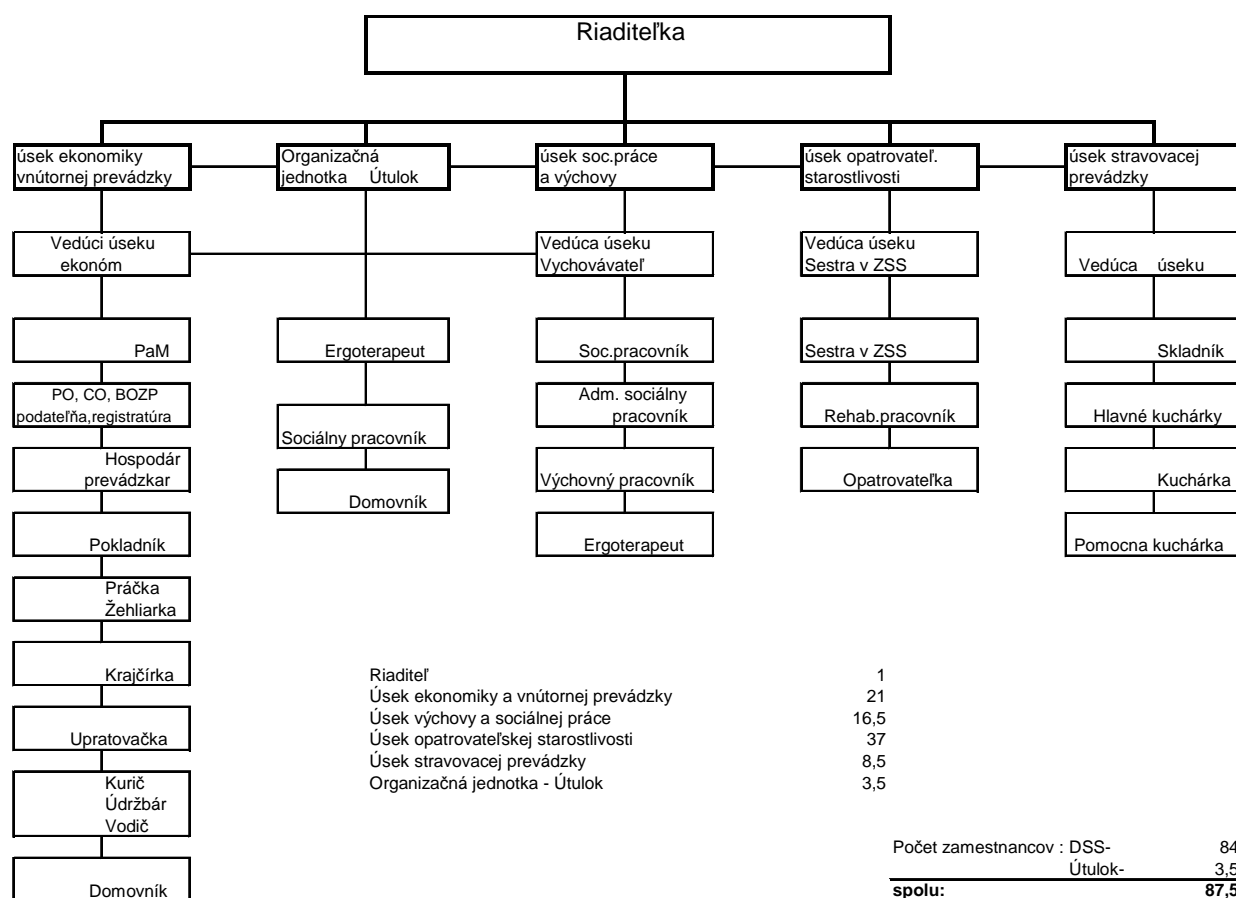 Riaditeľka
úsek ekonomiky
vnútornej prevádzky
Organizačná
jednotka Útulok
úsek soc.práce
a výchovy
úsek opatrovateľ.
starostlivosti
úsek stravovacej
prevádzky
Vedúci úseku
ekonóm
Vedúca úseku
Vychovávateľ
Vedúca úseku
Sestra v ZSS
Vedúca úseku
PaM
Ergoterapeut
Soc.pracovník
Sestra v ZSS
Skladník
PO, CO, BOZP
podateľňa,registratúra
Sociálny pracovník
Adm. sociálny
pracovník
Rehab.pracovník
Hlavné kuchárky
Hospodár
prevádzkar
Domovník
Výchovný pracovník
Opatrovateľka
Kuchárka
Pokladník
Ergoterapeut
Pomocna kuchárka
Práčka
Žehliarka
Krajčírka
Upratovačka
Kurič
Údržbár
Vodič
Domovník
Riaditeľ 1
Úsek ekonomiky a vnútornej prevádzky 21
Úsek výchovy a sociálnej práce 16,5
Úsek opatrovateľskej starostlivosti 37
Úsek stravovacej prevádzky 8,5
Organizačná jednotka - Útulok 3,5
Počet zamestnancov : DSS- 84
Útulok- 3,5
spolu: 87,5